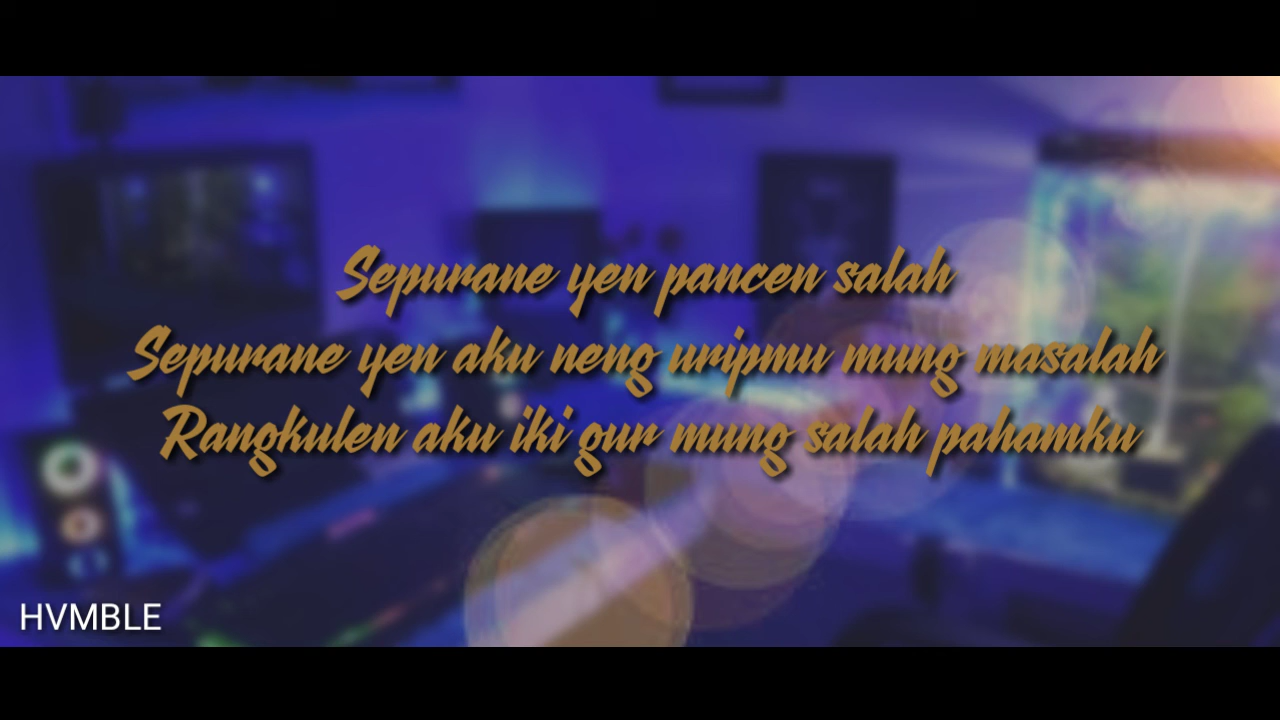 Sepurane yen pancen salah
Sepurane yen aku neng uripmu mung masalah
Rangkulen aku iki gur mung salah pahamku
HVMBLE